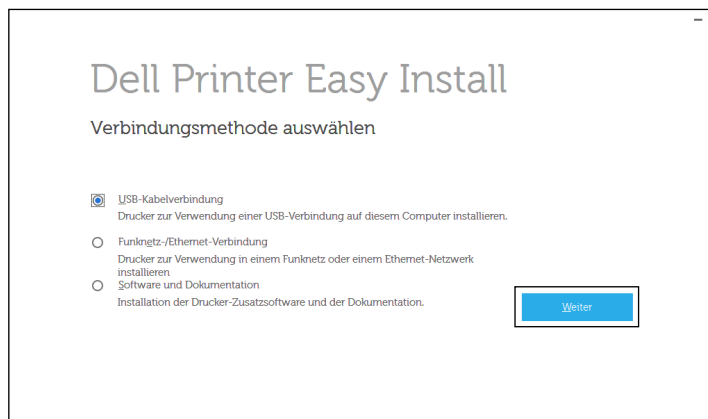 Dell Printer Easy Install
Verbindungsmethode auswählen
USB-Kabelverbindung
Drucker zur Verwendung einer USB-Verbindung auf diesem Computer installieren.
Funknetz-/Ethernet-Verbindung
Drucker zur Verwendung in einem Funknetz oder einem Ethernet-Netzwerk
installieren
Software und Dokumentation
Installation der Drucker-Zusatzsoftware und der Dokumentation.
Weiter